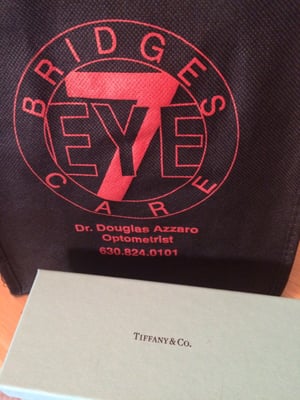 BRIDGES
7
EYE
CARE
Dr. Douglas Azzaro
Optometrist
630.824.0101
TIFFANY & CO.